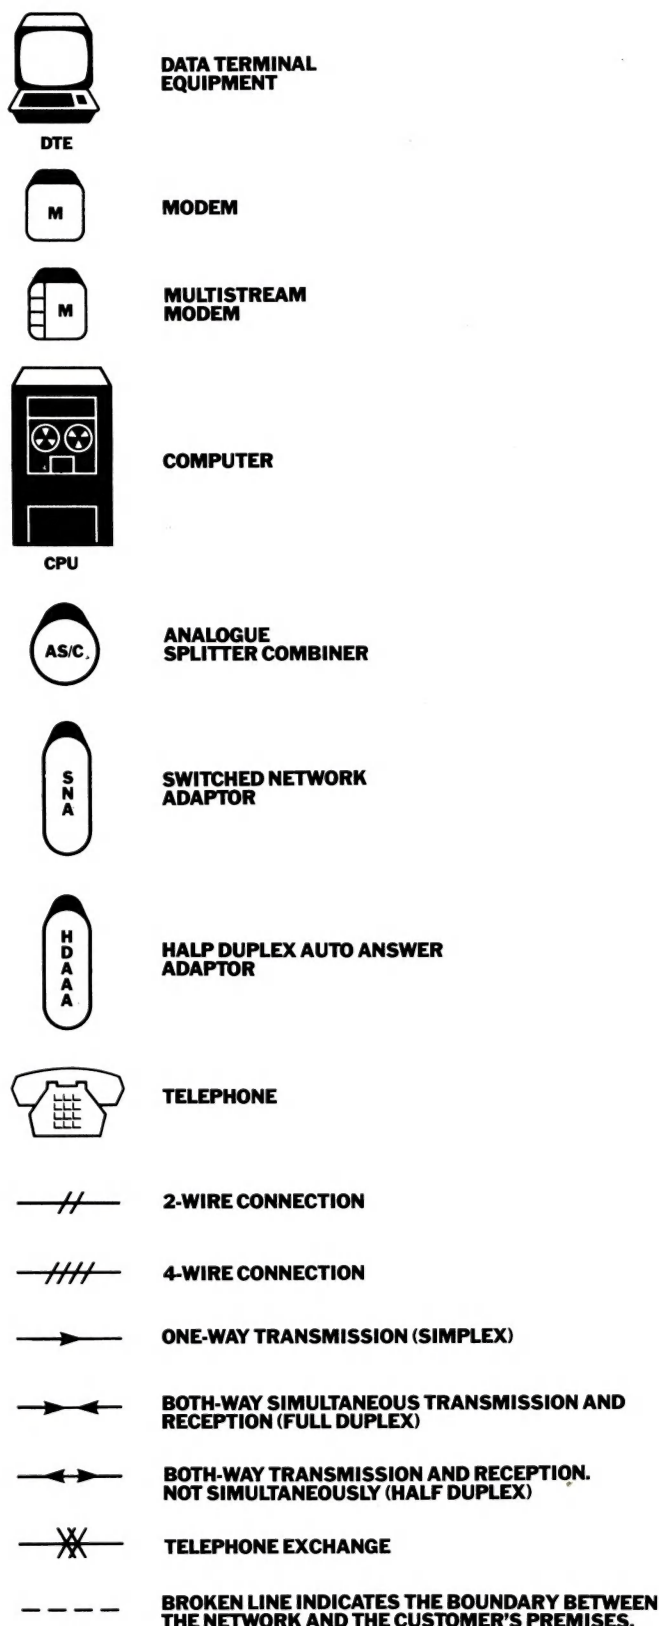 DATA TERMINAL
EQUIPMENT
DTE
M
MODEM
M
MULTISTREAM
MODEM
COMPUTER
CPU
AS/C
ANALOGUE
SPLITTER COMBINER
S
N
A
SWITCHED NETWORK
ADAPTOR
H
D
A
A
A
HALP DUPLEX AUTO ANSWER
ADAPTOR
TELEPHONE
2-WIRE CONNECTION
4-WIRE CONNECTION
ONE-WAY TRANSMISSION (SIMPLEX)
BOTH-WAY SIMULTANEOUS TRANSMISSION AND
RECEPTION (FULL DUPLEX)
BOTH-WAY TRANSMISSION AND RECEPTION.
NOT SIMULTANEOUSLY (HALF DUPLEX)
TELEPHONE EXCHANGE
BROKEN LINE INDICATES THE BOUNDARY BETWEEN
THE NETWORK AND THE CUSTOMER'S PREMISES.